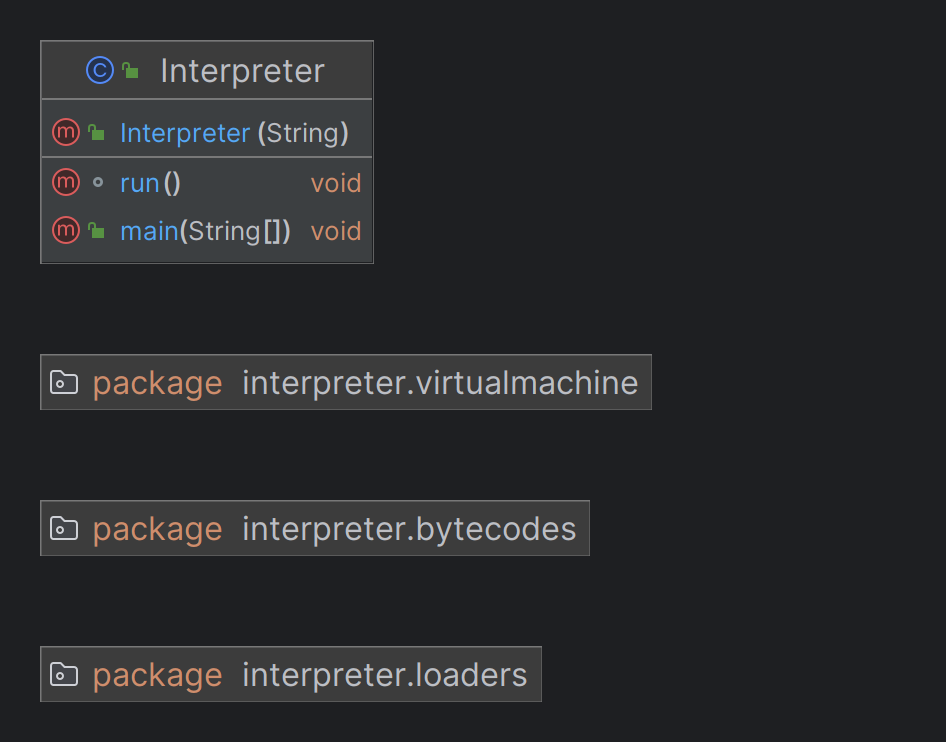 Interpreter
Interpreter (String)
run() void
main(String[]) void
package interpreter.virtualmachine
package interpreter.bytecodes
package interpreter.loaders